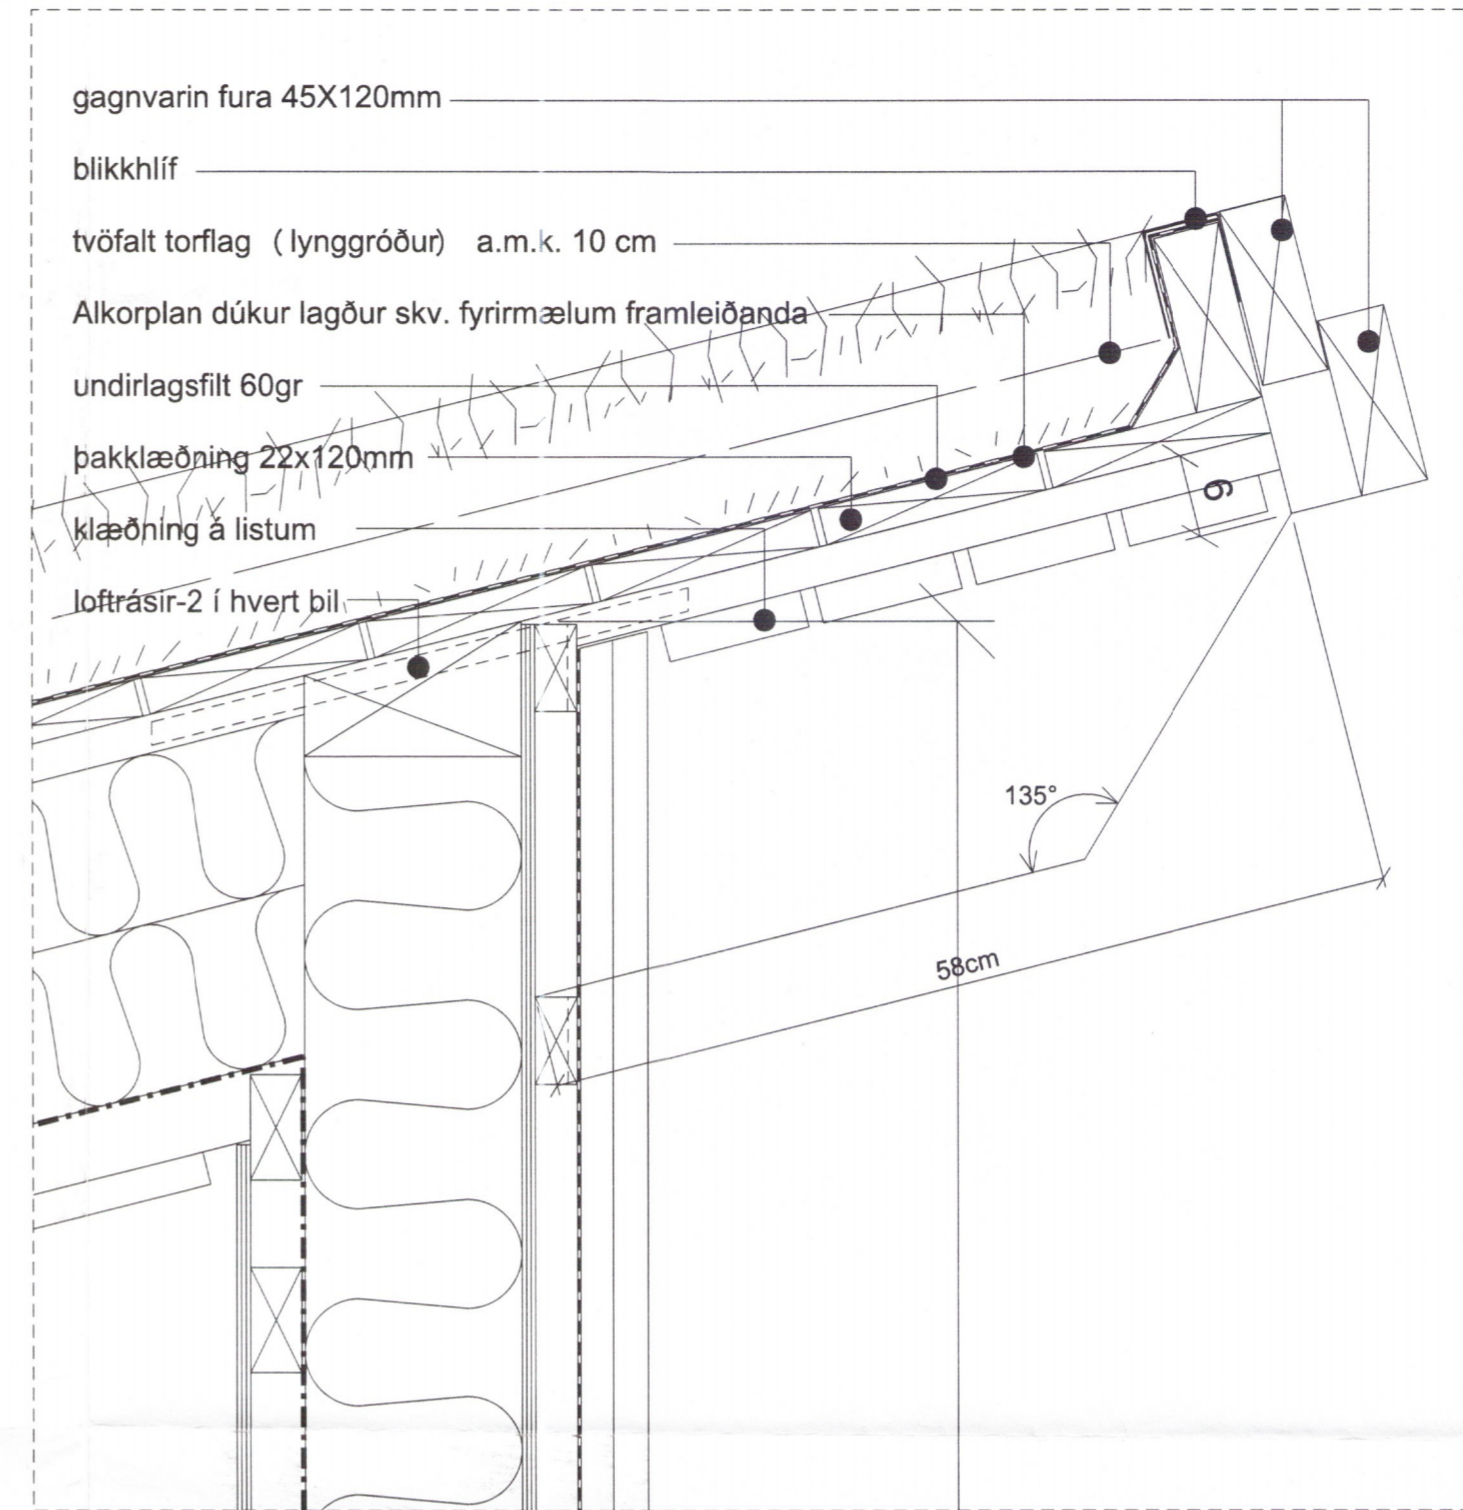 gagnvarin fura 45X120mm
blikkhlíf
tvöfalt torflag ( lynggróður) a.m.k. 10 cm
Alkorplan dúkur lagður skv. fyrirmælum framleiðanda
undirlagsfilt 60gr
þakklæðning 22x120mm
klæðning á listum
loftrásir-2 í hvert bil
6
135°
58cm